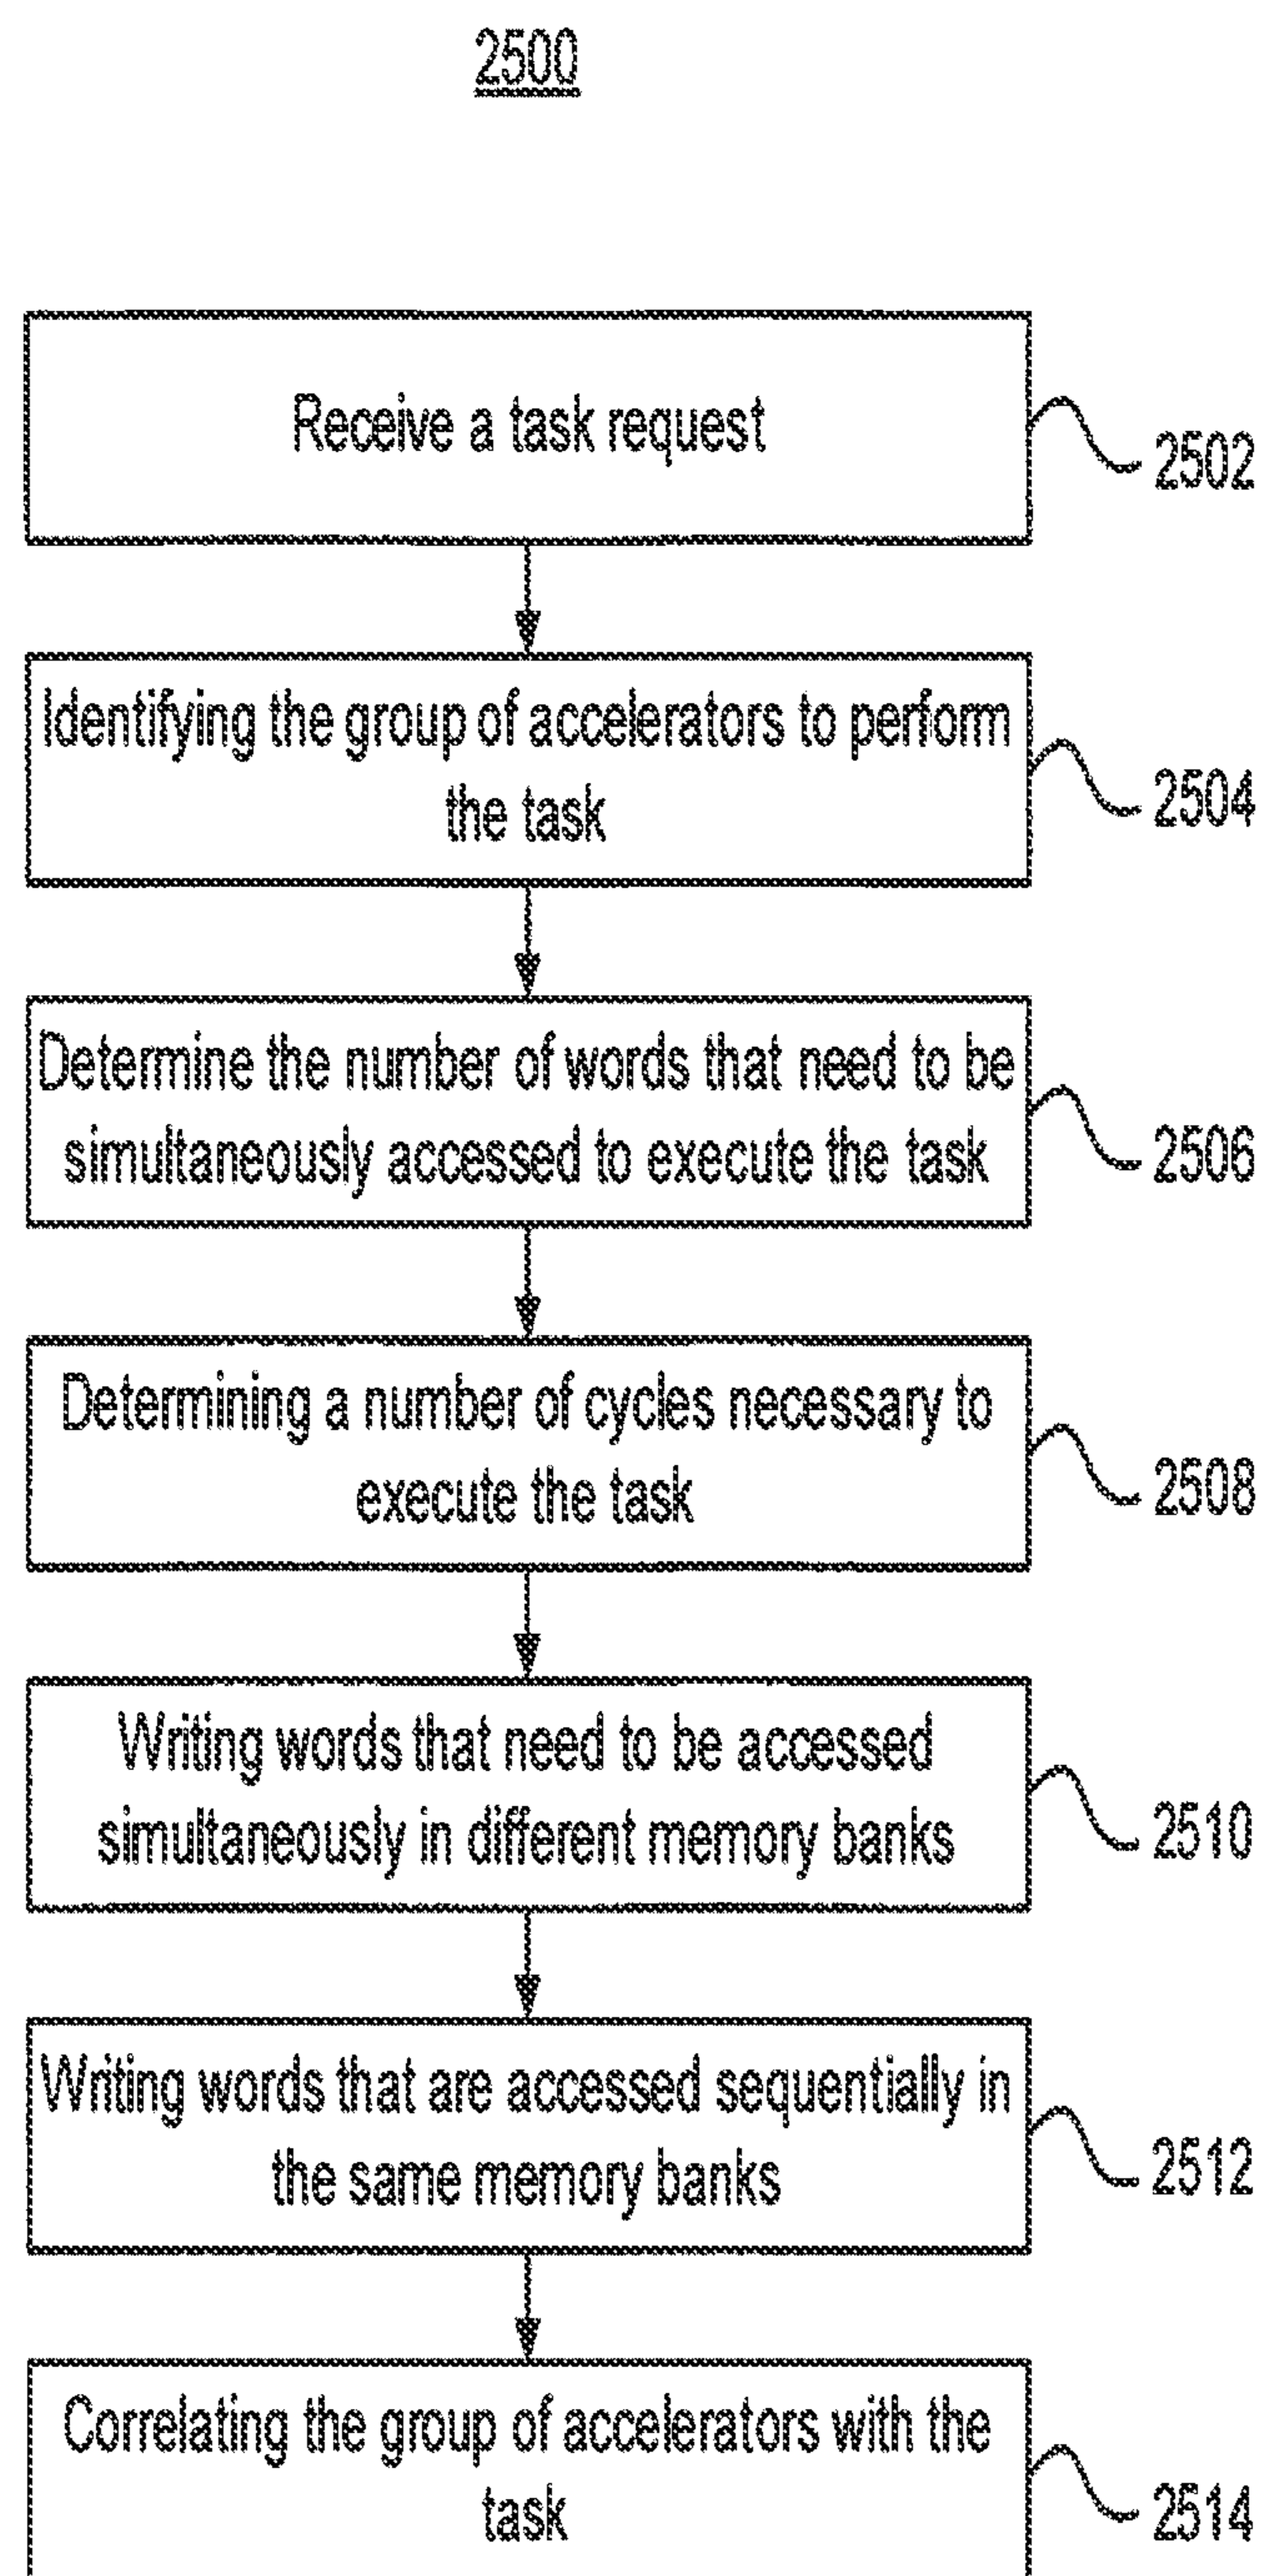 2500
Receive a task request
2502
Identifying the group of accelerators to perform
the task
2504
Determine the number of words that need to be
simultaneously accessed to execute the task
2506
Determining a number of cycles necessary to
execute the task
2508
Writing words that need to be accessed
simultaneously in different memory banks
2510
Writing words that are accessed sequentially in
the same memory banks
2512
Correlating the group of accelerators with the
task
2514